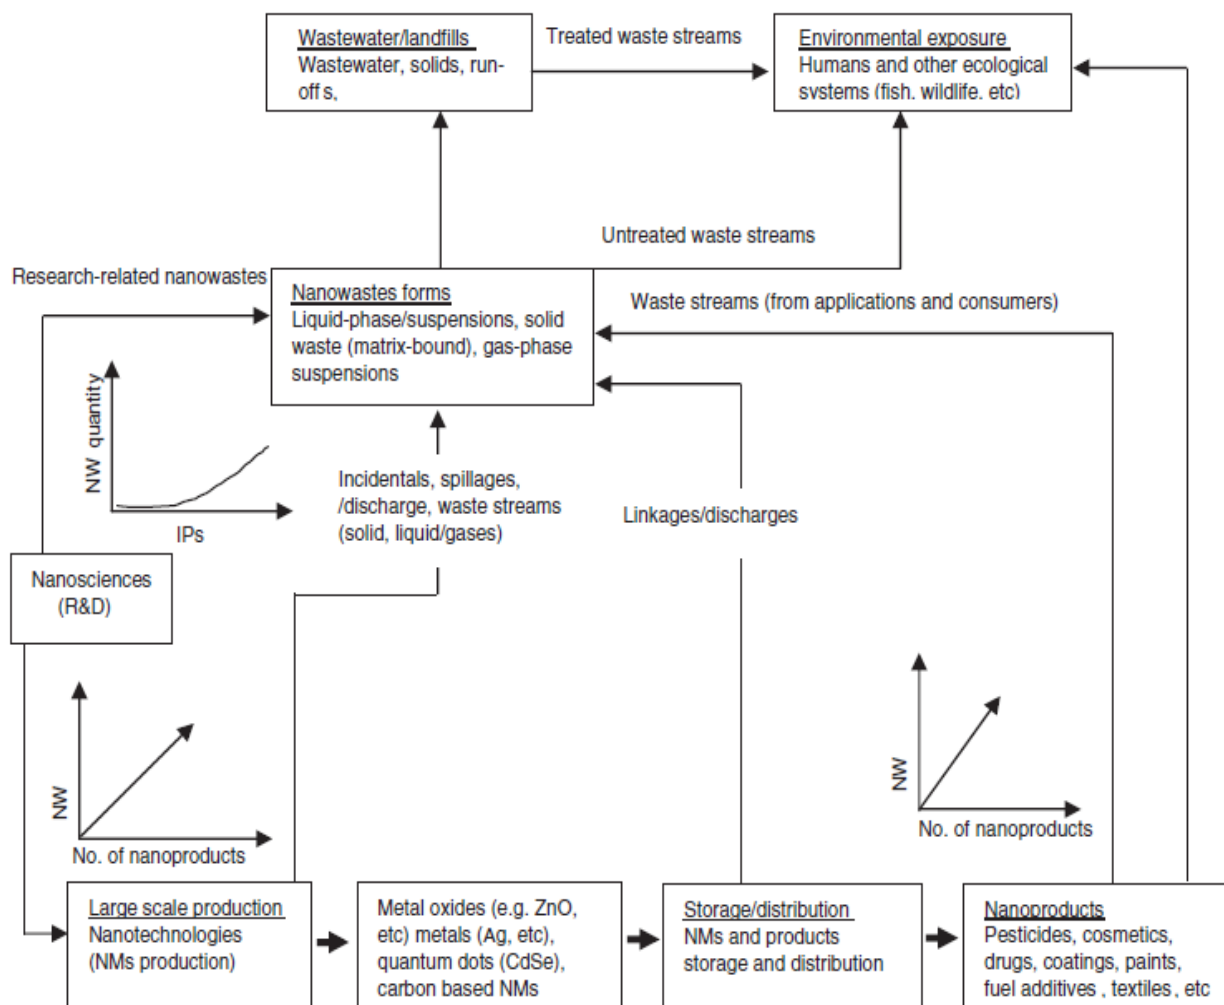 Wastewater/landfills
Wastewater, solids, run-
off s,
Treated waste streams
Environmental exposure
Humans and other ecological
systems (fish, wildlife, etc)
Untreated waste streams
Research-related nanowastes
Nanowastes forms
Liquid-phase/suspensions, solid
waste (matrix-bound), gas-phase
suspensions
Waste streams (from applications and consumers)
NW quantity
IPs
Incidentals, spillages,
/discharge, waste streams
(solid, liquid/gases)
Linkages/discharges
Nanosciences
(R&D)
NW
No. of nanoproducts
NW
No. of nanoproducts
Large scale production
Nanotechnologies
(NMs production)
Metal oxides (e.g. ZnO,
etc) metals (Ag, etc),
quantum dots (CdSe),
carbon based NMs
Storage/distribution
NMs and products
storage and distribution
Nanoproducts
Pesticides, cosmetics,
drugs, coatings, paints,
fuel additives , textiles, etc